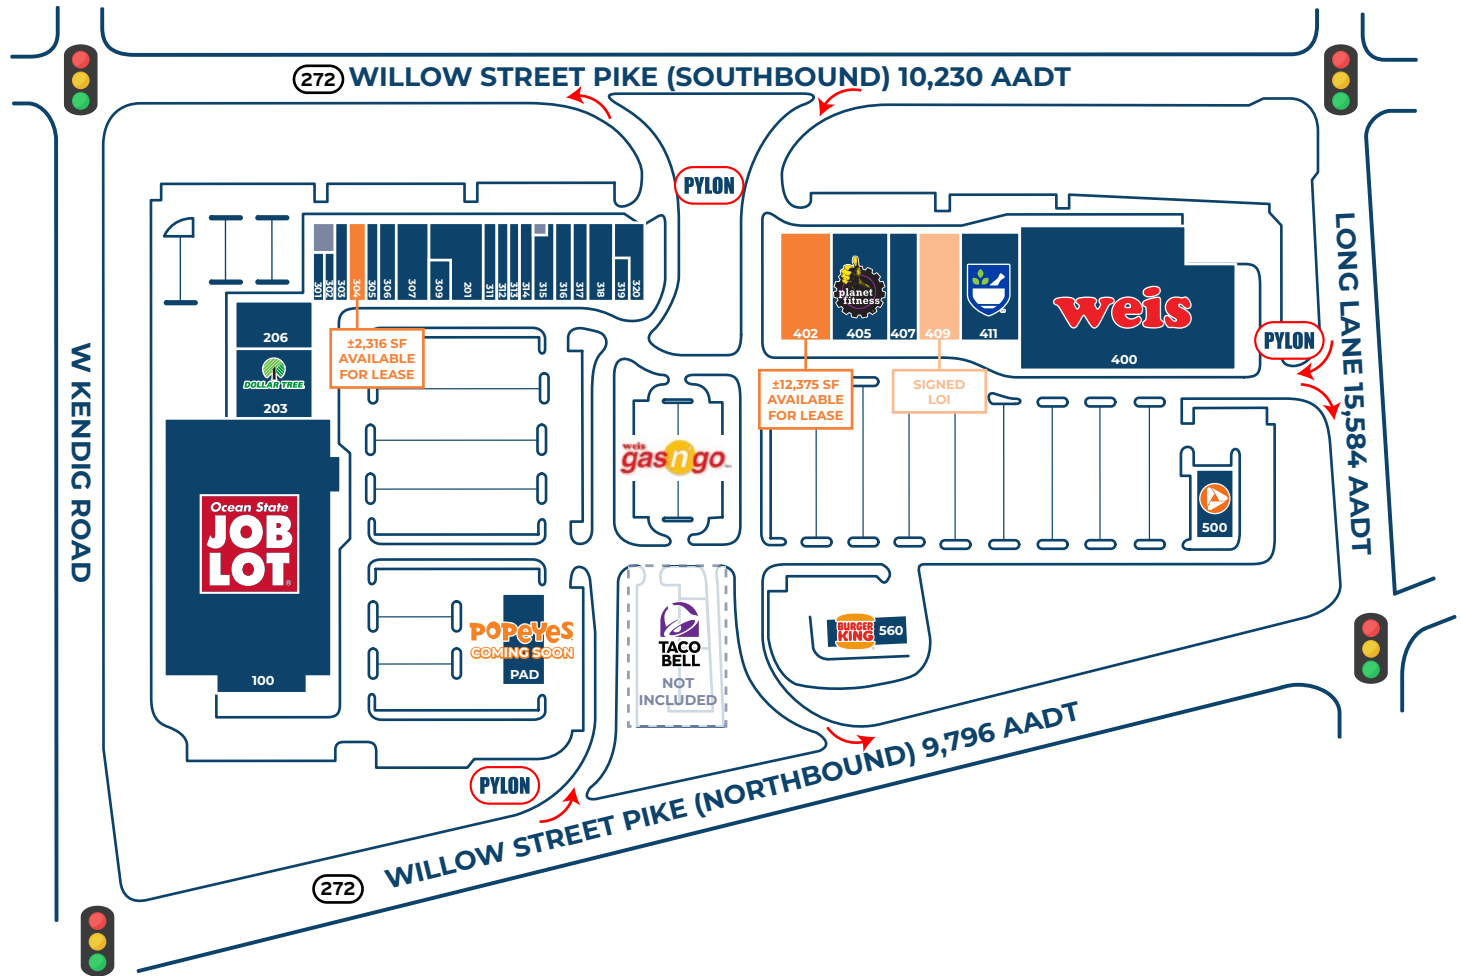 272 WILLOW STREET PIKE (SOUTHBOUND) 10,230 AADT
PYLON
W KENDIG ROAD
LONG LANE 15,584 AADT
301
302
303
304
305
306
307
309
201
311
312
313
314
315
316
317
318
319
320
±2,316 SF
AVAILABLE
FOR LEASE
206
DOLLAR TREE
203
Ocean State
JOB
LOT
®
100
402
planet
fitness
405
407
409
411
weis
400
±12,375 SF
AVAILABLE
FOR LEASE
SIGNED
LOI
PYLON
weis
gas n' go
500
POPEYES
COMING SOON
PAD
TACO
BELL
NOT
INCLUDED
BURGER
KING
560
PYLON
272 WILLOW STREET PIKE (NORTHBOUND) 9,796 AADT